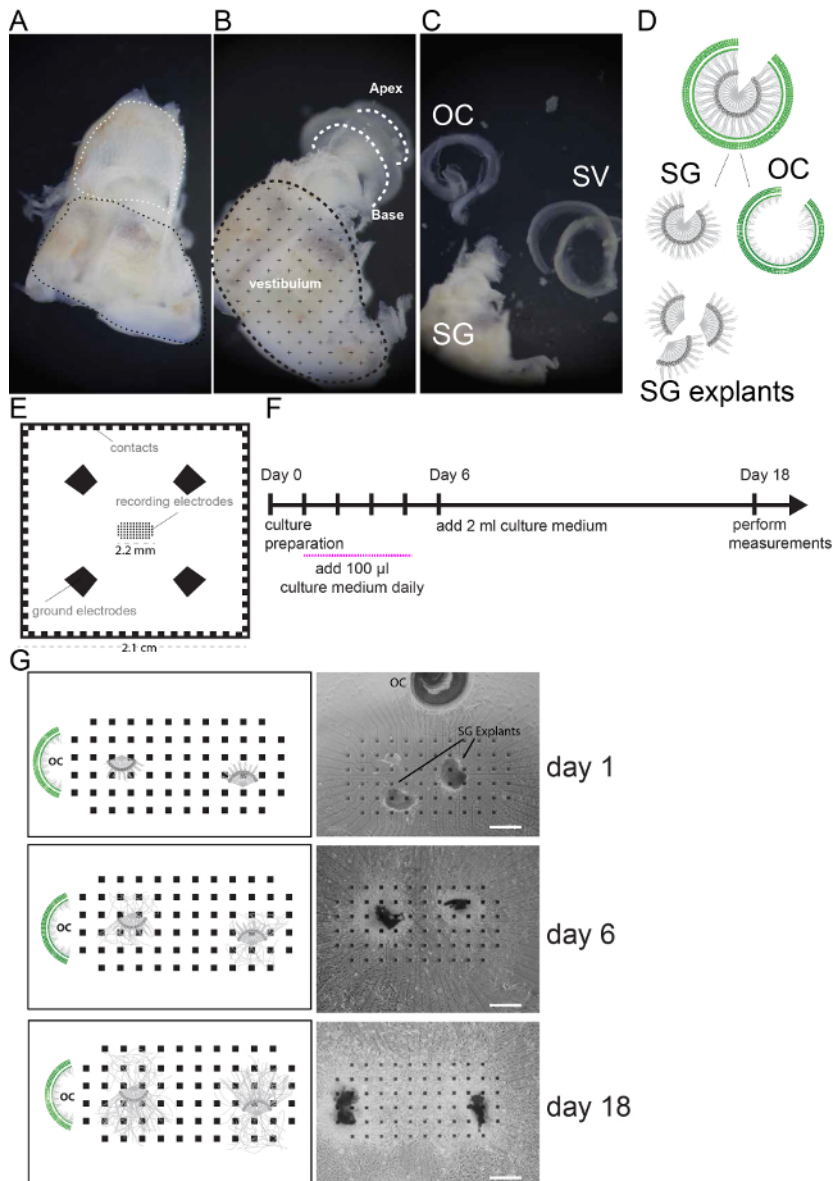 A
B
C
D
Apex
Base
vestibulum
OC
SV
SG
SG
OC
SG explants
E
F
contacts
recording electrodes
2.2 mm
ground electrodes
2.1 cm
Day 0
Day 6
Day 18
culture
preparation
add 2 ml culture medium
perform
measurements
add 100 µl
culture medium daily
G
OC
OC
SG Explants
day 1
OC
day 6
OC
day 18